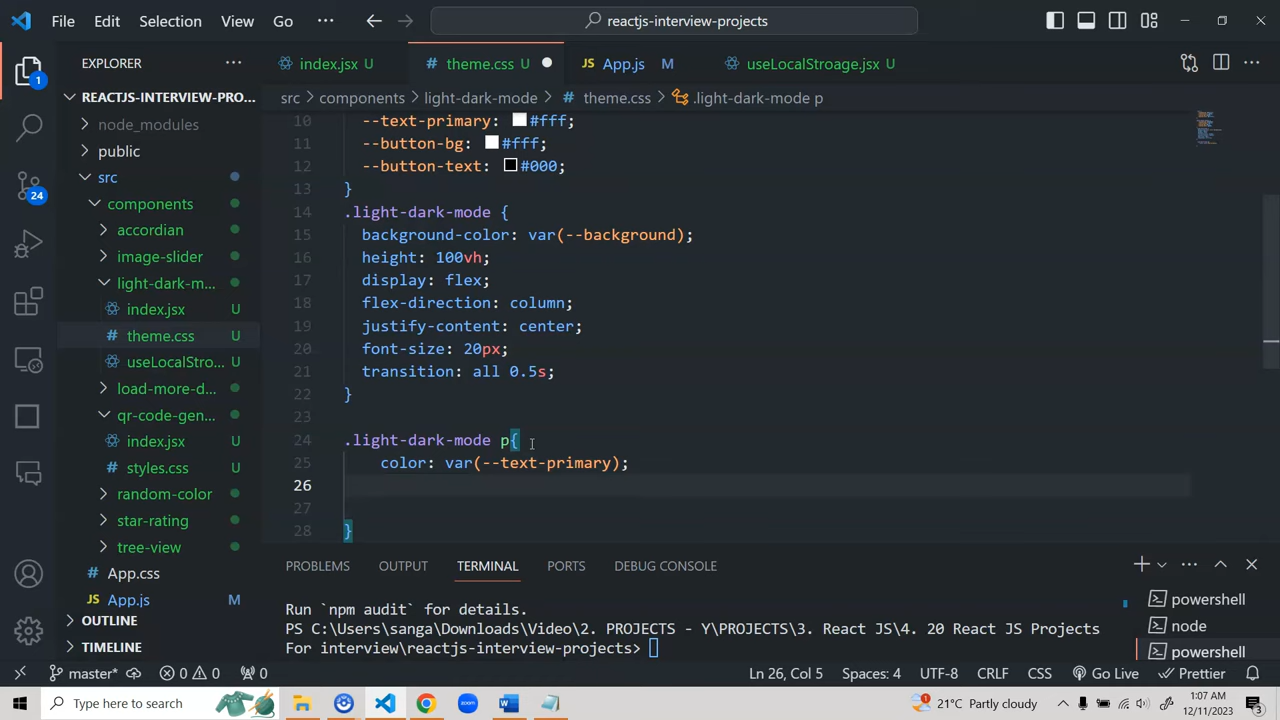 File Edit Selection View Go ··· reactjs-interview-projects
EXPLORER
index.jsx U
theme.css U
App.js M
useLocalStroage.jsx U
REACTJS-INTERVIEW-PRO...
src > components > light-dark-mode > # theme.css > .light-dark-mode p
node_modules
public
src
components
accordian
image-slider
light-dark-m...
index.jsx U
theme.css U
useLocalStro... U
load-more-d...
qr-code-gen...
index.jsx U
styles.css U
random-color
star-rating
tree-view
App.css
App.js M
OUTLINE
TIMELINE
10 --text-primary: #fff;
11 --button-bg: #fff;
12 --button-text: #000;
13 }
14 .light-dark-mode {
15 background-color: var(--background);
16 height: 100vh;
17 display: flex;
18 flex-direction: column;
19 justify-content: center;
20 font-size: 20px;
21 transition: all 0.5s;
22 }
23
24 .light-dark-mode p{
25 color: var(--text-primary);
26
27
28 }
PROBLEMS OUTPUT TERMINAL PORTS DEBUG CONSOLE
Run `npm audit` for details.
PS C:\Users\sanga\Downloads\Video\2. PROJECTS - Y\PROJECTS\3. React JS\4. 20 React JS Projects
For interview\reactjs-interview-projects>
powershell
node
powershell
1
24
master* 0 0 0 Ln 26, Col 5 Spaces: 4 UTF-8 CRLF CSS Go Live Prettier
Type here to search
zoom
21°C Partly cloudy
1:07 AM
12/11/2023
3